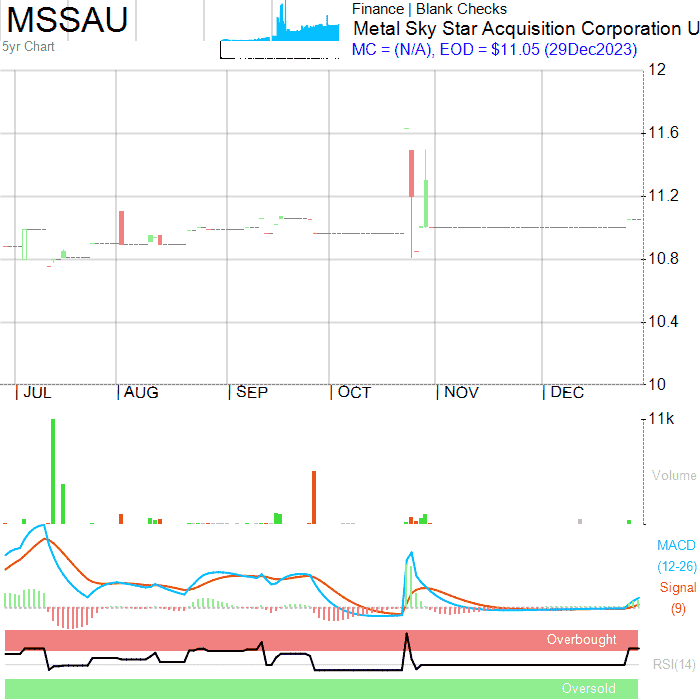 MSSAU
5yr Chart
Finance | Blank Checks
Metal Sky Star Acquisition Corporation U
MC = (N/A), EOD = $11.05 (29Dec2023)
12
11.6
11.2
10.8
10.4
10
| JUL | AUG | SEP | OCT | NOV | DEC
11k
Volume
MACD
(12-26)
Signal
(9)
Overbought
RSI(14)
Oversold